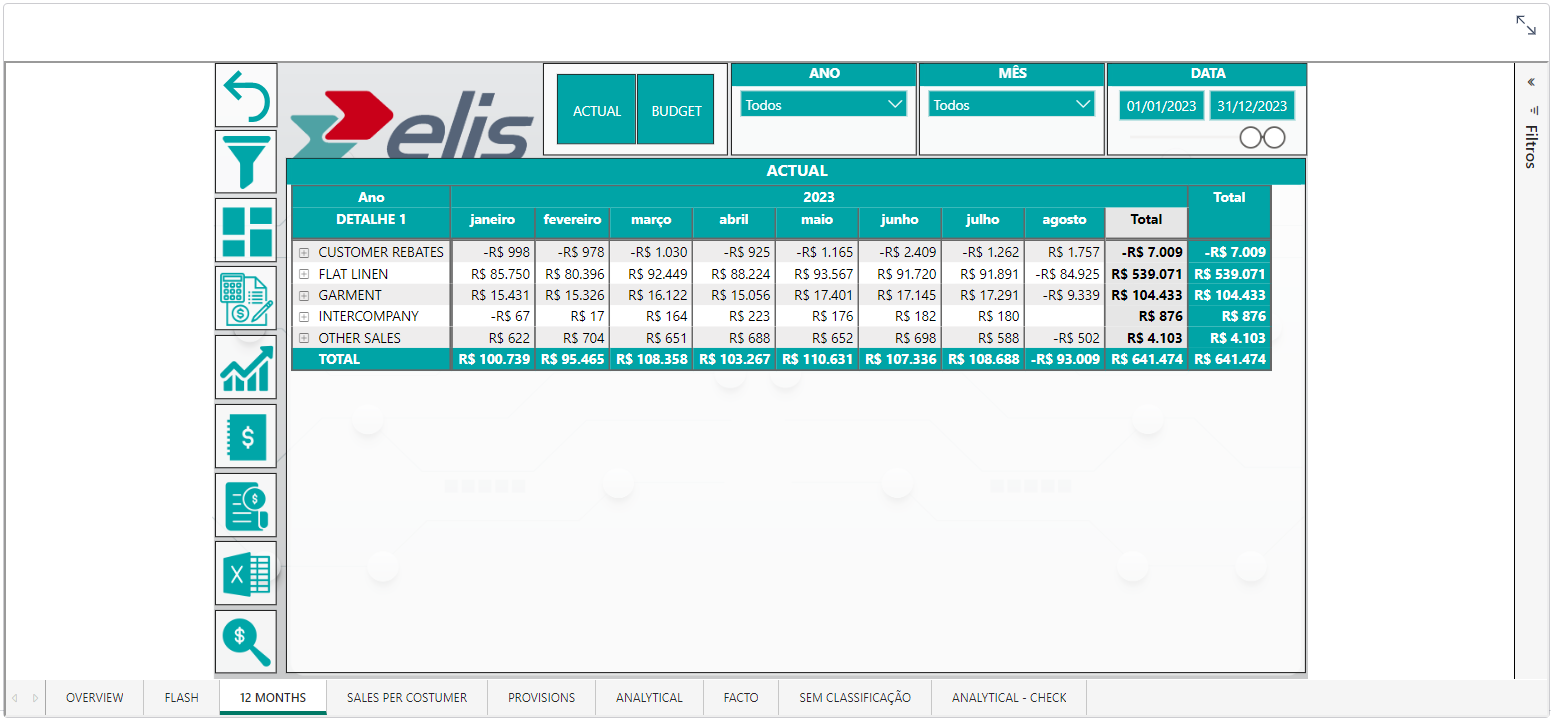 elis
ACTUAL BUDGET
ANO
Todos
MÊS
Todos
DATA
01/01/2023 31/12/2023
Filtros
ACTUAL
Ano 2023 Total
DETALHE 1 janeiro fevereiro março abril maio junho julho agosto Total
CUSTOMER REBATES -R$ 998 -R$ 978 -R$ 1.030 -R$ 925 -R$ 1.165 -R$ 2.409 -R$ 1.262 R$ 1.757 -R$ 7.009 -R$ 7.009
FLAT LINEN R$ 85.750 R$ 80.396 R$ 92.449 R$ 88.224 R$ 93.567 R$ 91.720 R$ 91.891 -R$ 84.925 R$ 539.071 R$ 539.071
GARMENT R$ 15.431 R$ 15.326 R$ 16.122 R$ 15.056 R$ 17.401 R$ 17.145 R$ 17.291 -R$ 9.339 R$ 104.433 R$ 104.433
INTERCOMPANY -R$ 67 R$ 17 R$ 164 R$ 223 R$ 176 R$ 182 R$ 180 R$ 876 R$ 876
OTHER SALES R$ 622 R$ 704 R$ 651 R$ 688 R$ 652 R$ 698 R$ 588 -R$ 502 R$ 4.103 R$ 4.103
TOTAL R$ 100.739 R$ 95.465 R$ 108.358 R$ 103.267 R$ 110.631 R$ 107.336 R$ 108.688 -R$ 93.009 R$ 641.474 R$ 641.474
OVERVIEW FLASH 12 MONTHS SALES PER COSTUMER PROVISIONS ANALYTICAL FACTO SEM CLASSIFICAÇÃO ANALYTICAL - CHECK